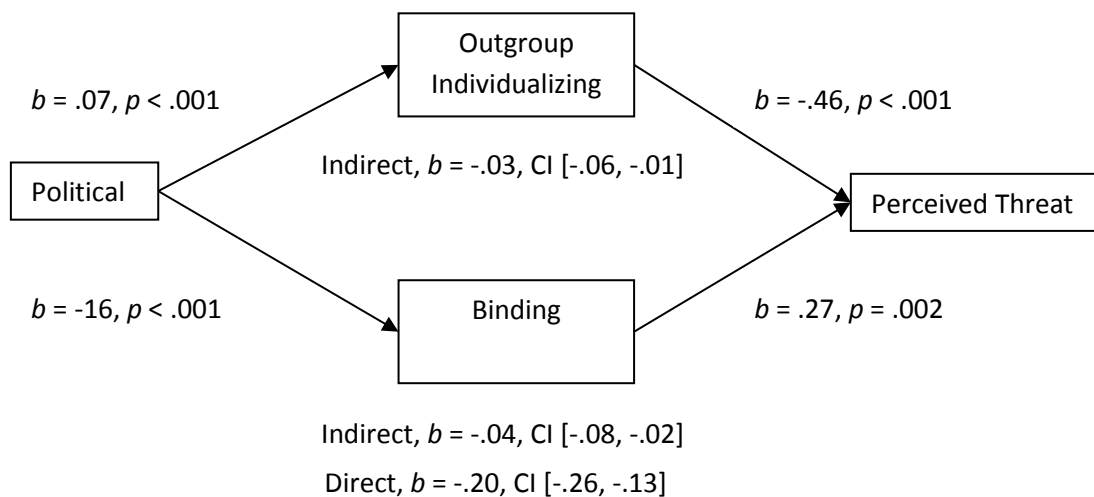 Outgroup
Individualizing
b = .07, p < .001
b = -.46, p < .001
Indirect, b = -.03, CI [-.06, -.01]
Political
Perceived Threat
b = -16, p < .001
Binding
b = .27, p = .002
Indirect, b = -.04, CI [-.08, -.02]
Direct, b = -.20, CI [-.26, -.13]